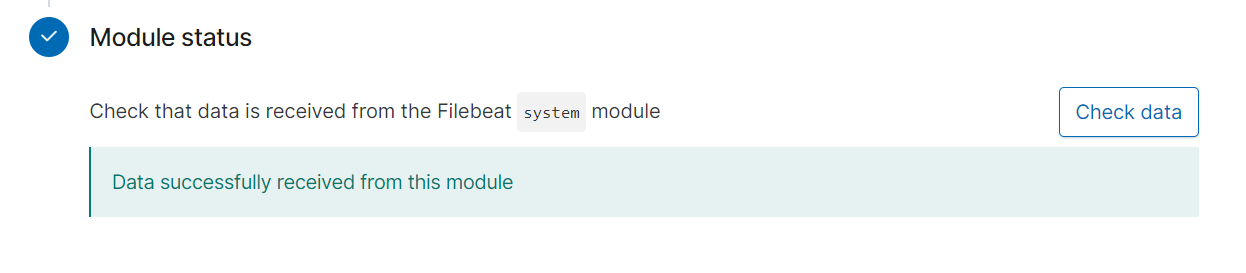 Module status
Check that data is received from the Filebeat system module
Check data
Data successfully received from this module